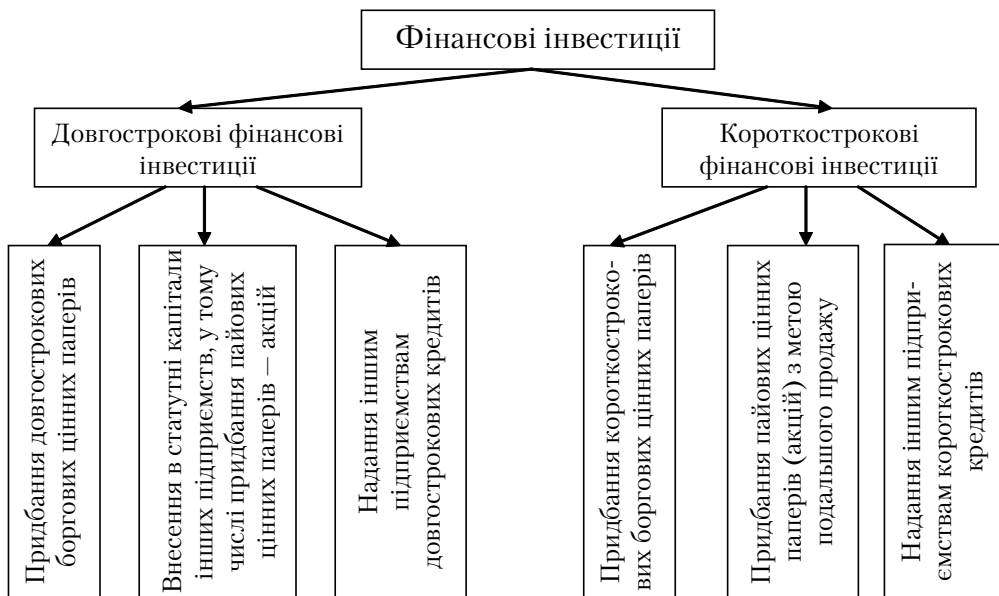 Фінансові інвестиції
Довгострокові фінансові
інвестиції
Короткострокові
фінансові інвестиції
Придбання довгострокових
боргових цінних паперів
Внесення в статутні капітали
інших підприємств, у тому
числі придбання пайових
цінних паперів — акцій
Надання іншим
підприємствам
довгострокових кредитів
Придбання короткостроко-
вих боргових цінних паперів
Придбання пайових цінних
паперів (акцій) з метою
подальшого продажу
Надання іншим підпри-
ємствам короткострокових
кредитів